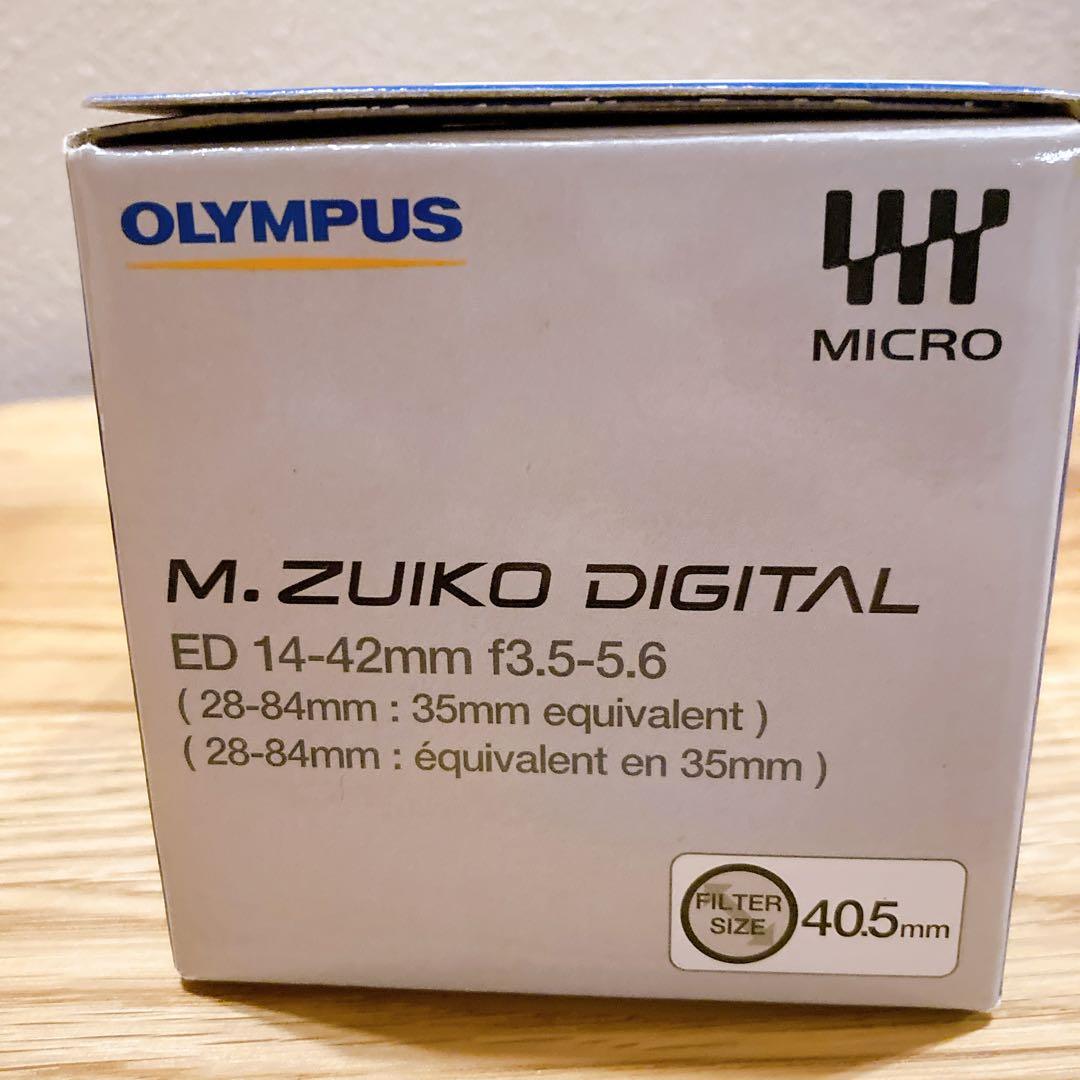 OLYMPUS
MICRO
M.ZUIKO DIGITAL
ED 14-42mm f3.5-5.6
( 28-84mm : 35mm equivalent )
( 28-84mm : équivalent en 35mm )
FILTER
SIZE
40.5mm